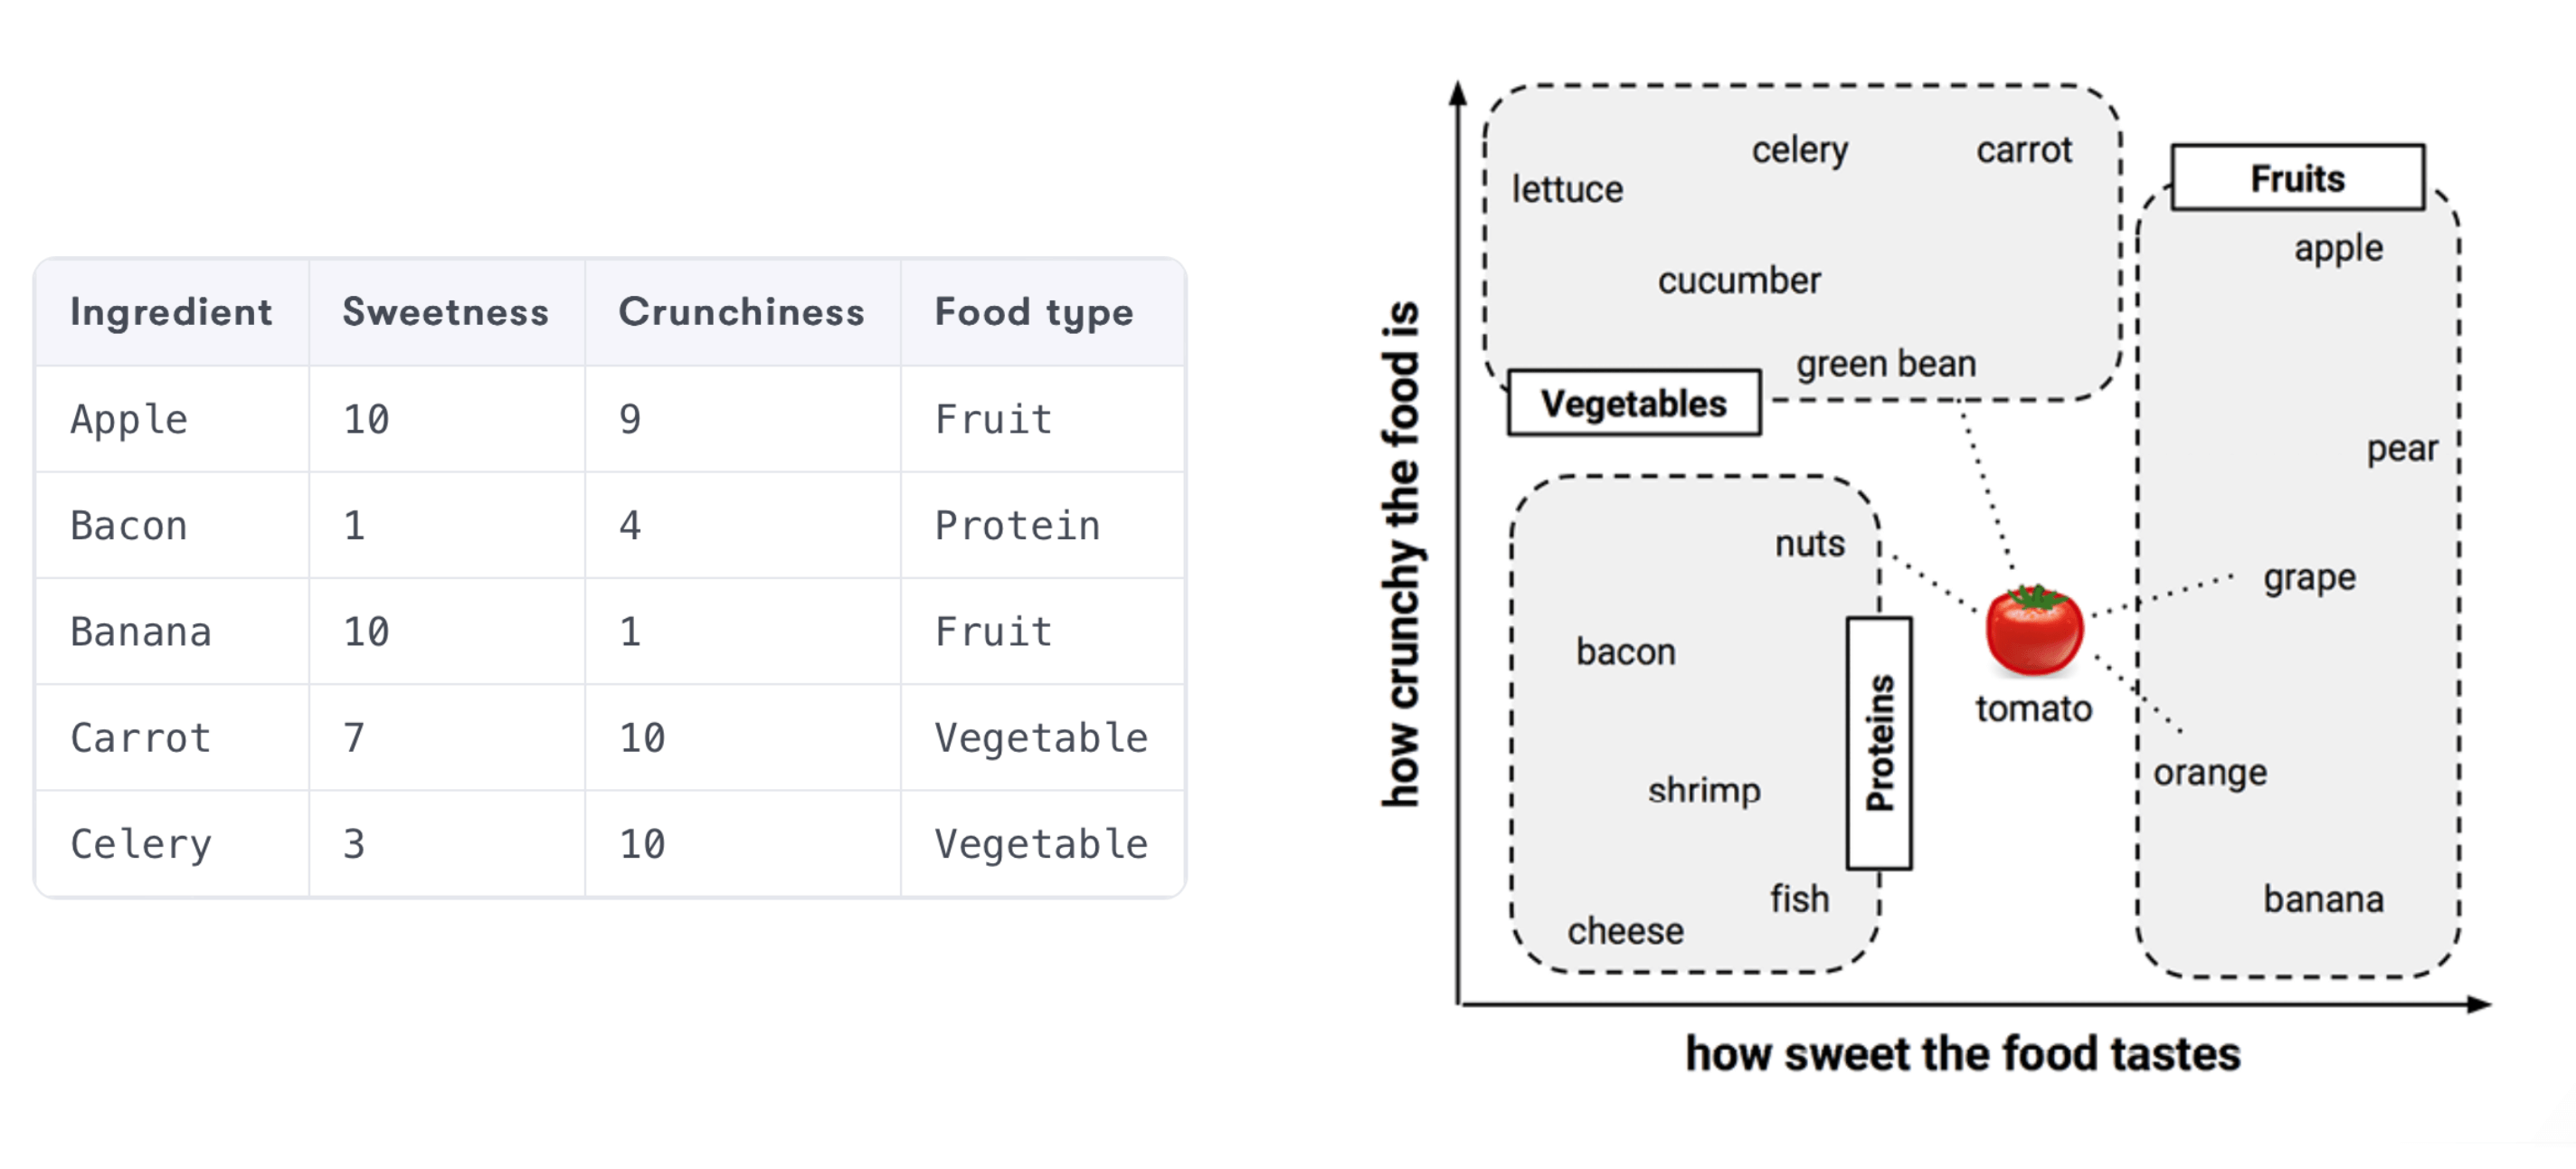 Ingredient Sweetness Crunchiness Food type
Apple 10 9 Fruit
Bacon 1 4 Protein
Banana 10 1 Fruit
Carrot 7 10 Vegetable
Celery 3 10 Vegetable
how crunchy the food is
celery carrot
lettuce
cucumber
green bean
Vegetables
Fruits
apple
pear
grape
orange
banana
nuts
bacon
shrimp
fish
cheese
Proteins
tomato
how sweet the food tastes